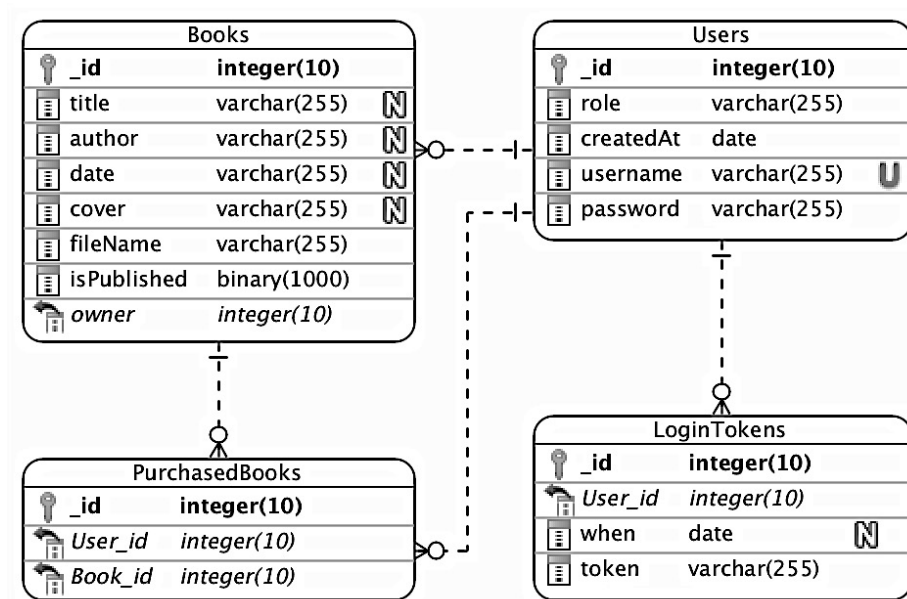 Books
_id integer(10)
title varchar(255) N
author varchar(255) N
date varchar(255) N
cover varchar(255) N
fileName varchar(255)
isPublished binary(1000)
owner integer(10)
Users
_id integer(10)
role varchar(255)
createdAt date
username varchar(255) U
password varchar(255)
PurchasedBooks
_id integer(10)
User_id integer(10)
Book_id integer(10)
LoginTokens
_id integer(10)
User_id integer(10)
when date N
token varchar(255)